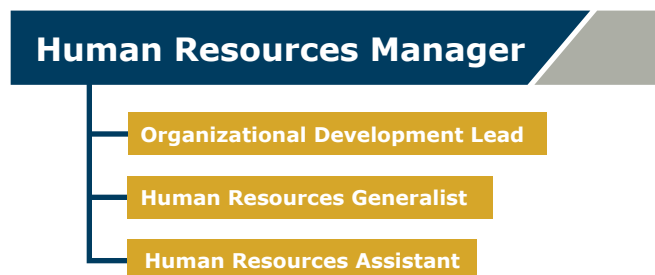 Human Resources Manager
Organizational Development Lead
Human Resources Generalist
Human Resources Assistant